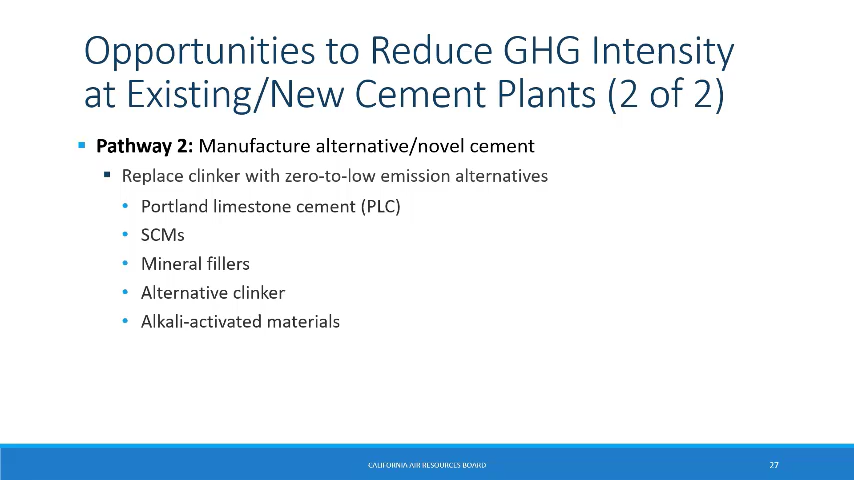 Opportunities to Reduce GHG Intensity
at Existing/New Cement Plants (2 of 2)
Pathway 2: Manufacture alternative/novel cement
Replace clinker with zero-to-low emission alternatives
Portland limestone cement (PLC)
SCMs
Mineral fillers
Alternative clinker
Alkali-activated materials
CALIFORNIA AIR RESOURCES BOARD
27